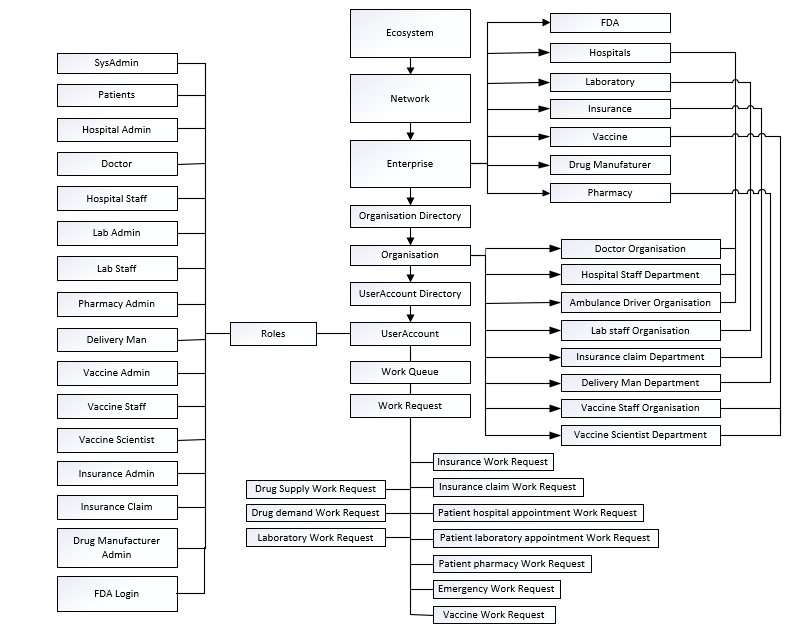 SysAdmin
Patients
Hospital Admin
Doctor
Hospital Staff
Lab Admin
Lab Staff
Pharmacy Admin
Delivery Man
Vaccine Admin
Vaccine Staff
Vaccine Scientist
Insurance Admin
Insurance Claim
Drug Manufacturer
Admin
FDA Login
Roles
Ecosystem
Network
Enterprise
Organisation Directory
Organisation
UserAccount Directory
UserAccount
Work Queue
Work Request
FDA
Hospitals
Laboratory
Insurance
Vaccine
Drug Manufaturer
Pharmacy
Doctor Organisation
Hospital Staff Department
Ambulance Driver Organisation
Lab staff Organisation
Insurance claim Department
Delivery Man Department
Vaccine Staff Organisation
Vaccine Scientist Department
Drug Supply Work Request
Drug demand Work Request
Laboratory Work Request
Insurance Work Request
Insurance claim Work Request
Patient hospital appointment Work Request
Patient laboratory appointment Work Request
Patient pharmacy Work Request
Emergency Work Request
Vaccine Work Request